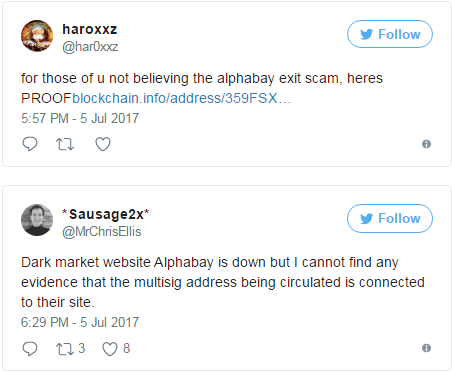 haroxxz
@har0xxz
Follow
for those of u not believing the alphabay exit scam, heres
PROOFblockchain.info/address/359FSX…
5:57 PM - 5 Jul 2017
*Sausage2x*
@MrChrisEllis
Follow
Dark market website Alphabay is down but I cannot find any
evidence that the multisig address being circulated is connected
to their site.
6:29 PM - 5 Jul 2017
3
8